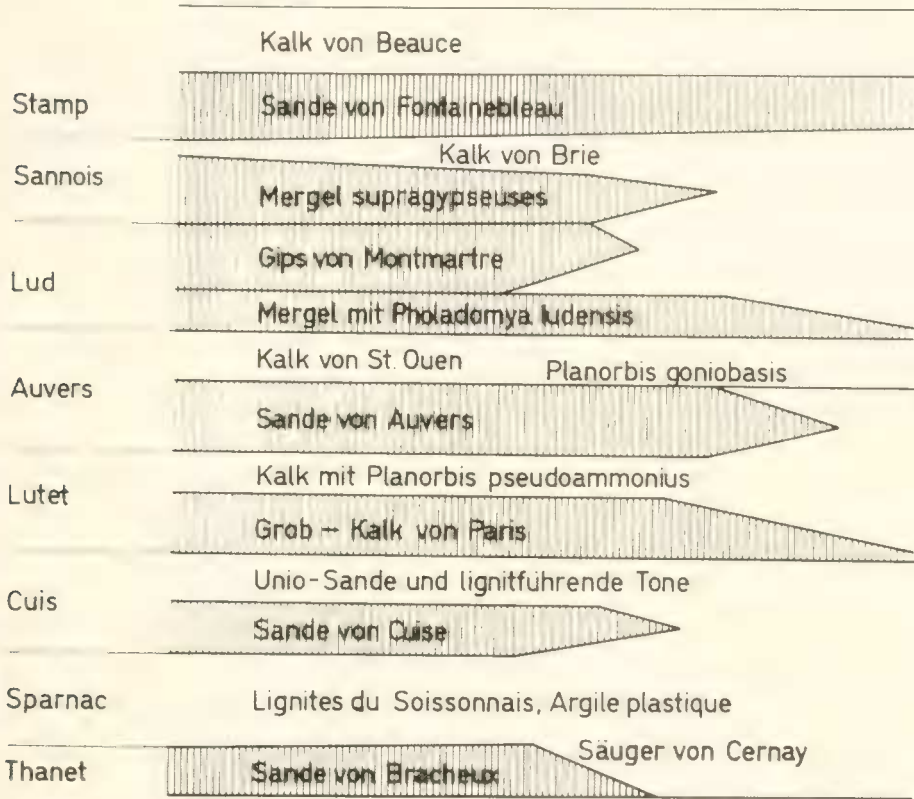 Kalk von Beauce
Stamp
Sande von Fontainebleau
Kalk von Brie
Sannois
Mergel supragypseuses
Gips von Montmartre
Lud
Mergel mit Pholadomya ludensis
Kalk von St. Ouen
Planorbis goniobasis
Auvers
Sande von Auvers
Kalk mit Planorbis pseudoammonius
Lutet
Grob - Kalk von Paris
Unio-Sande und lignitführende Tone
Cuis
Sande von Cuise
Sparnac
Lignites du Soissonnais, Argile plastique
Säuger von Cernay
Thanet
Sande von Bracheux